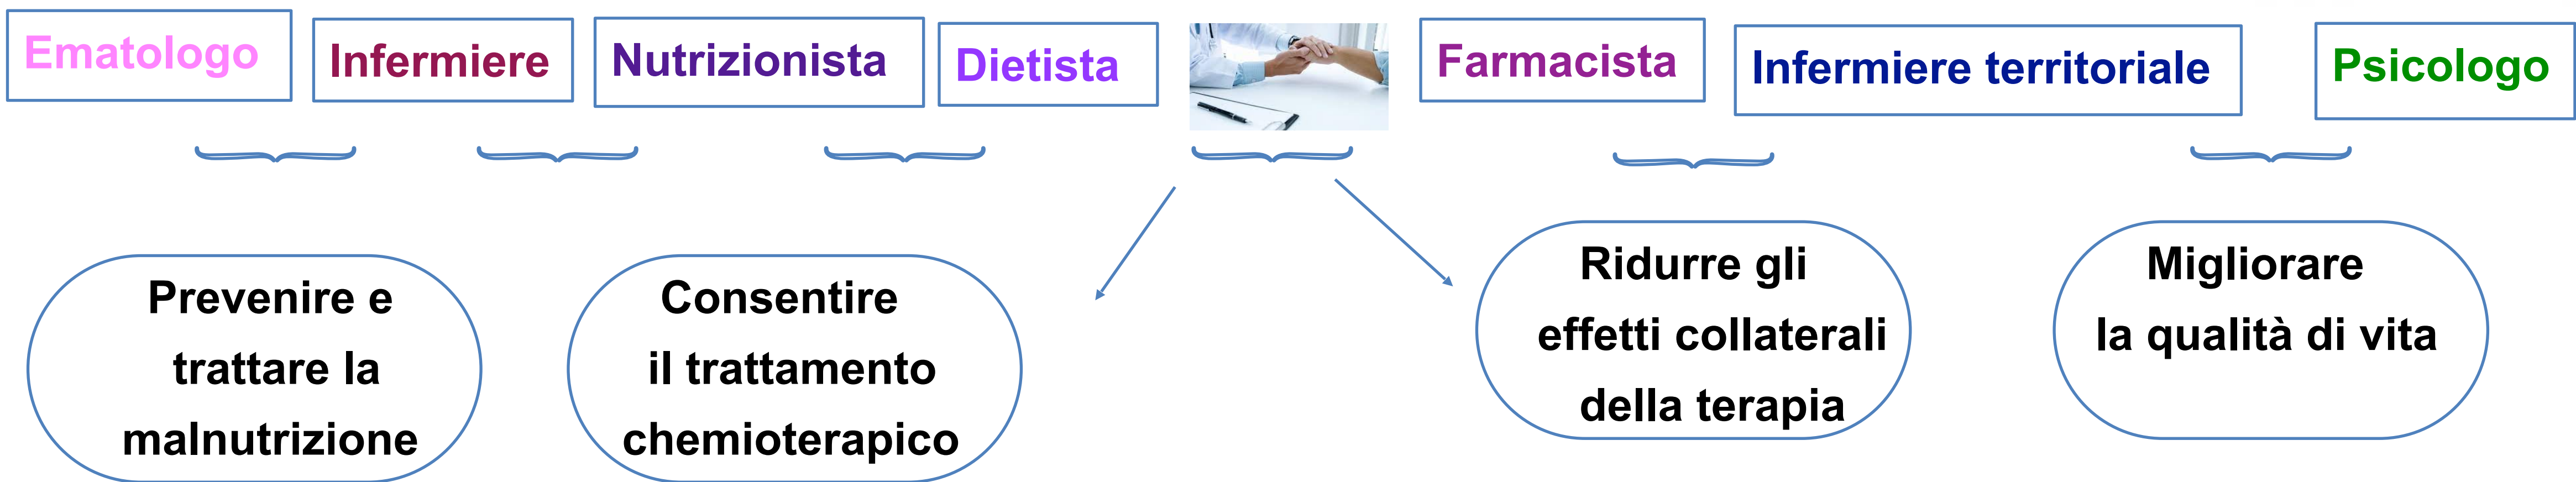 Ematologo
Infermiere
Nutrizionista
Dietista
Farmacista
Infermiere territoriale
Psicologo
Prevenire e
trattare la
malnutrizione
Consentire
il trattamento
chemioterapico
Ridurre gli
effetti collaterali
della terapia
Migliorare
la qualità di vita